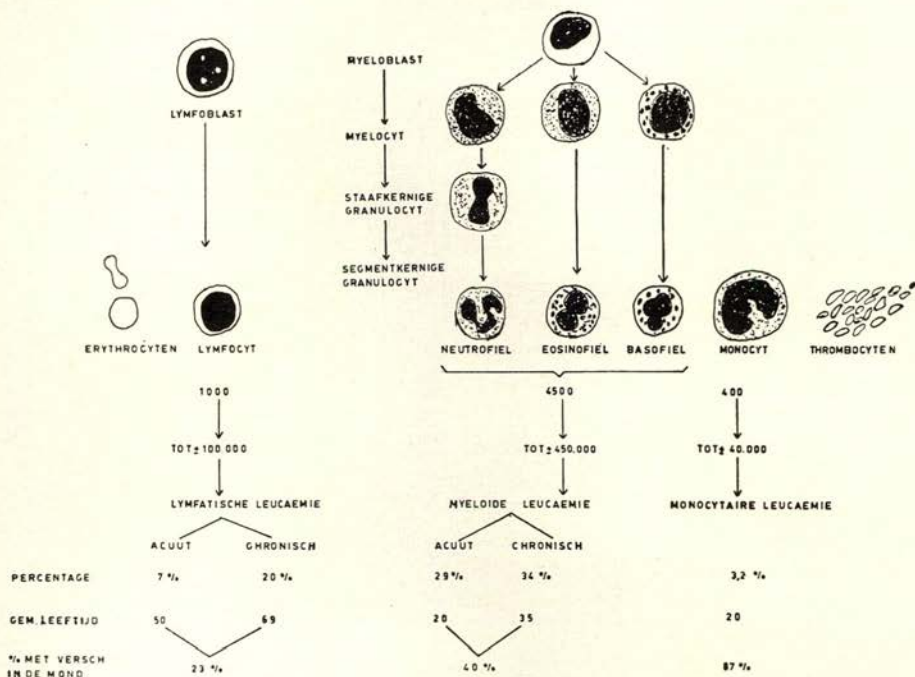 LYMFOBLAST
MYELOBLAST
MYELOCYT
STAAFKERNIGE
GRANULOCYT
SEGMENTKERNIGE
GRANULOCYT
ERYTHROCYTEN LYMFOCYT NEUTROFIEL EOSINOFIEL BASOFIEL MONOCYT THROMBOCYTEN
1000 4500 400
TOT ± 100.000 TOT ± 450.000 TOT ± 40.000
LYMFATISCHE LEUCAEMIE MYELOIDE LEUCAEMIE MONOCYTAIRE LEUCAEMIE
ACUUT CHRONISCH ACUUT CHRONISCH
PERCENTAGE 7 % 20 % 29 % 34 % 3,2 %
GEM. LEEFTIJD 50 69 20 35 20
% MET VERSCH
IN DE MOND 23 % 40 % 87 %